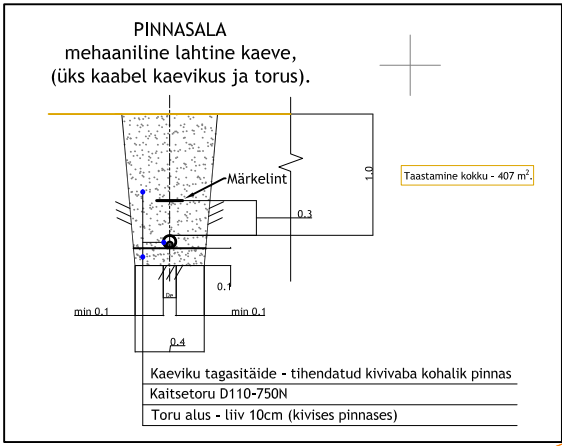 PINNASALA
mehaaniline lahtine kaeve,
(üks kaabel kaevikus ja torus).
1.0
Taastamine kokku - 407 m².
Märkelint
0.3
0.1
De
min 0.1
min 0.1
0.4
Kaeviku tagasitäide - tihendatud kivivaba kohalik pinnas
Kaitsetoru D110-750N
Toru alus - liiv 10cm (kivises pinnases)